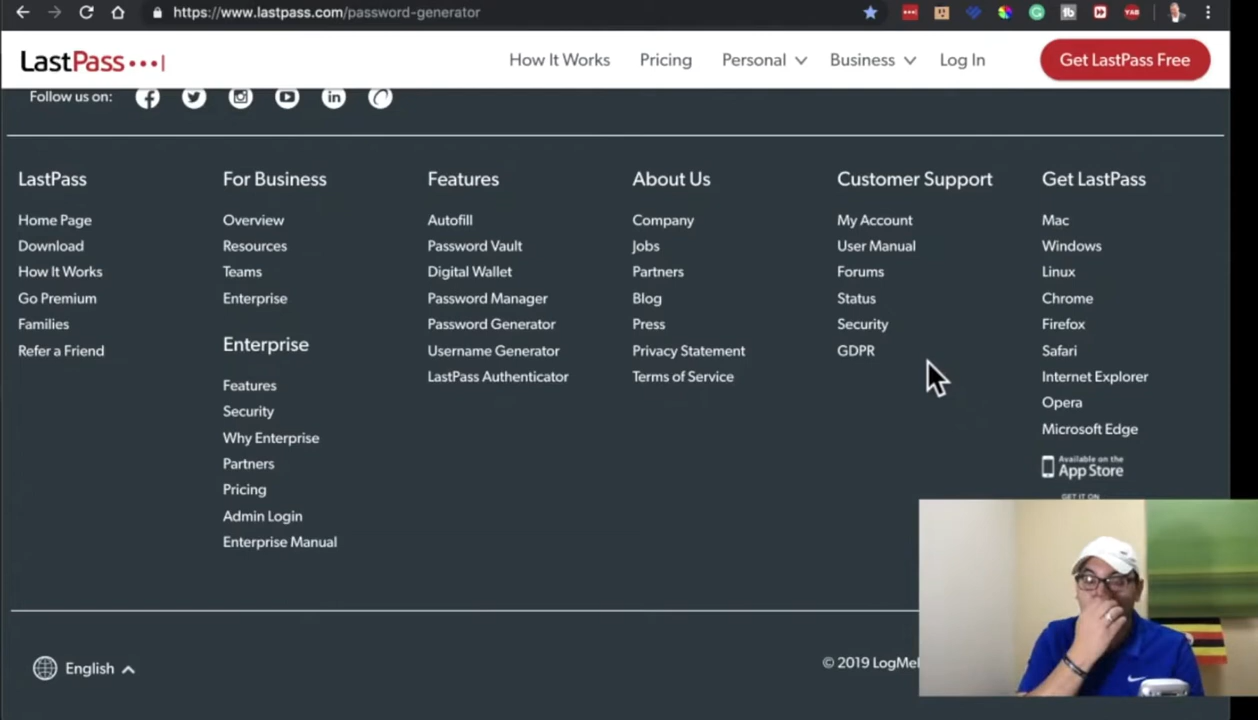 https://www.lastpass.com/password-generator
LastPass
How It Works
Pricing
Personal
Business
Log In
Get LastPass Free
Follow us on:
LastPass
Home Page
Download
How It Works
Go Premium
Families
Refer a Friend
For Business
Overview
Resources
Teams
Enterprise
Enterprise
Features
Security
Why Enterprise
Partners
Pricing
Admin Login
Enterprise Manual
Features
Autofill
Password Vault
Digital Wallet
Password Manager
Password Generator
Username Generator
LastPass Authenticator
About Us
Company
Jobs
Partners
Blog
Press
Privacy Statement
Terms of Service
Customer Support
My Account
User Manual
Forums
Status
Security
GDPR
Get LastPass
Mac
Windows
Linux
Chrome
Firefox
Safari
Internet Explorer
Opera
Microsoft Edge
Available on the
App Store
GET IT ON
English
© 2019 LogMeI